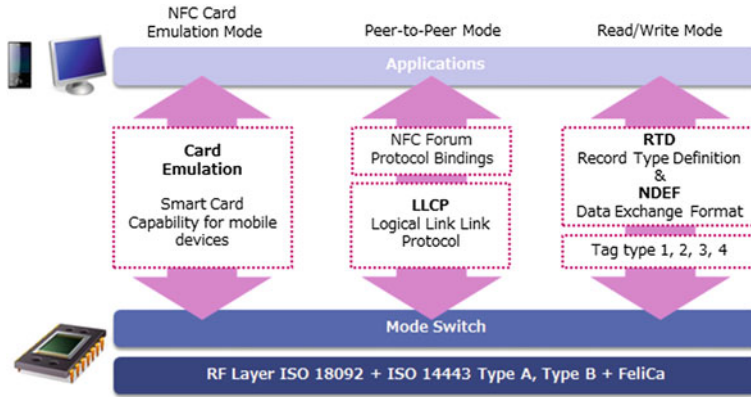 NFC Card
Emulation Mode
Peer-to-Peer Mode
Read/Write Mode
Applications
Card
Emulation
Smart Card
Capability for mobile
devices
NFC Forum
Protocol Bindings
LLCP
Logical Link Link
Protocol
RTD
Record Type Definition
&
NDEF
Data Exchange Format
Tag type 1, 2, 3, 4
Mode Switch
RF Layer ISO 18092 + ISO 14443 Type A, Type B + FeliCa